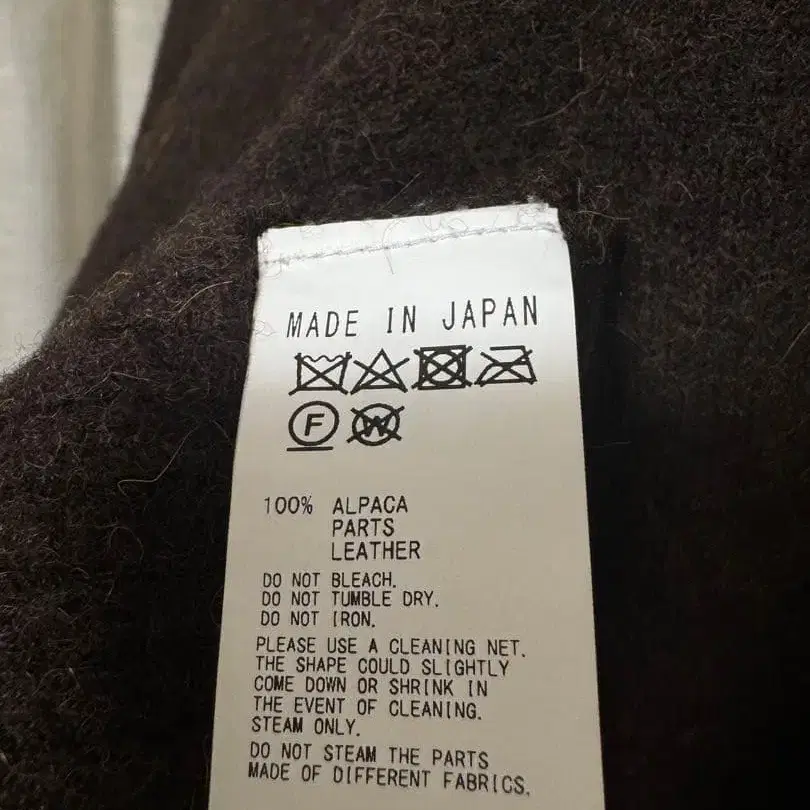 MADE IN JAPAN
F W
100% ALPACA
PARTS
LEATHER
DO NOT BLEACH.
DO NOT TUMBLE DRY.
DO NOT IRON.
PLEASE USE A CLEANING NET.
THE SHAPE COULD SLIGHTLY
COME DOWN OR SHRINK IN
THE EVENT OF CLEANING.
STEAM ONLY.
DO NOT STEAM THE PARTS
MADE OF DIFFERENT FABRICS.